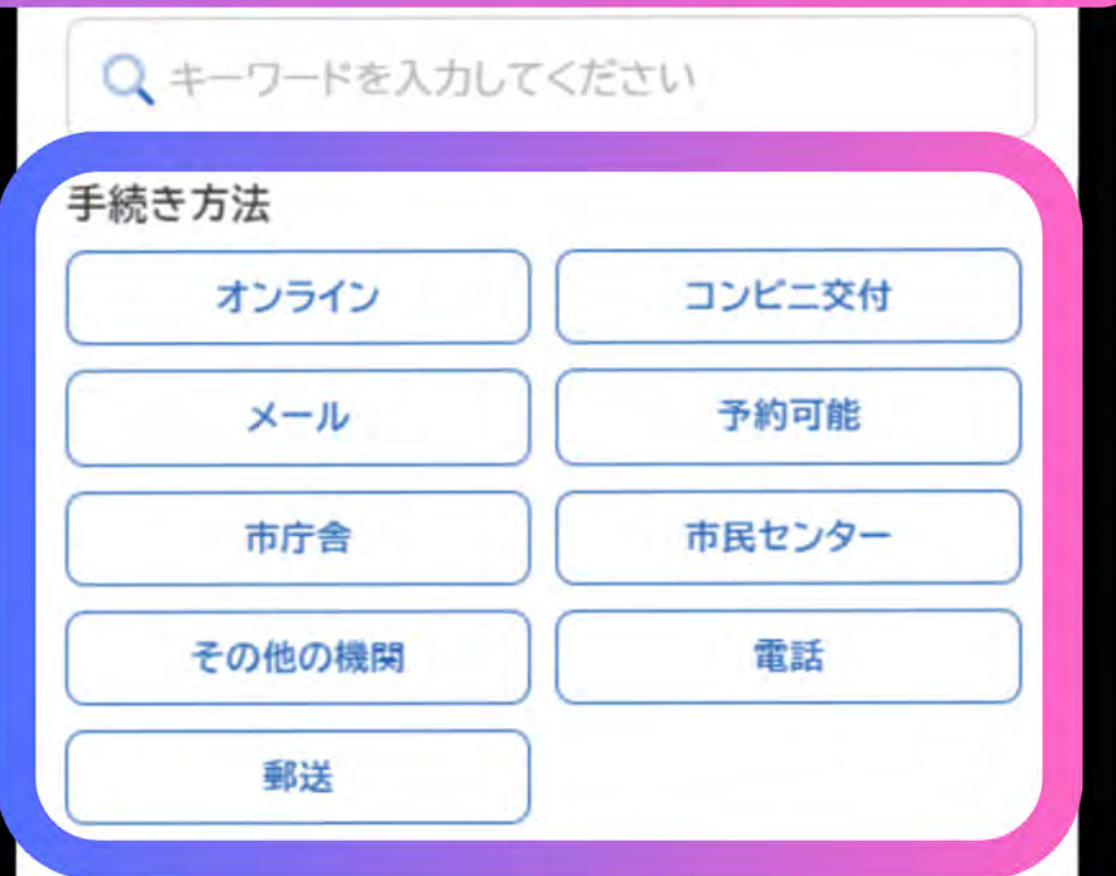 キーワードを入力してください
手続き方法
オンライン
コンビニ交付
メール
予約可能
市庁舎
市民センター
その他の機関
電話
郵送